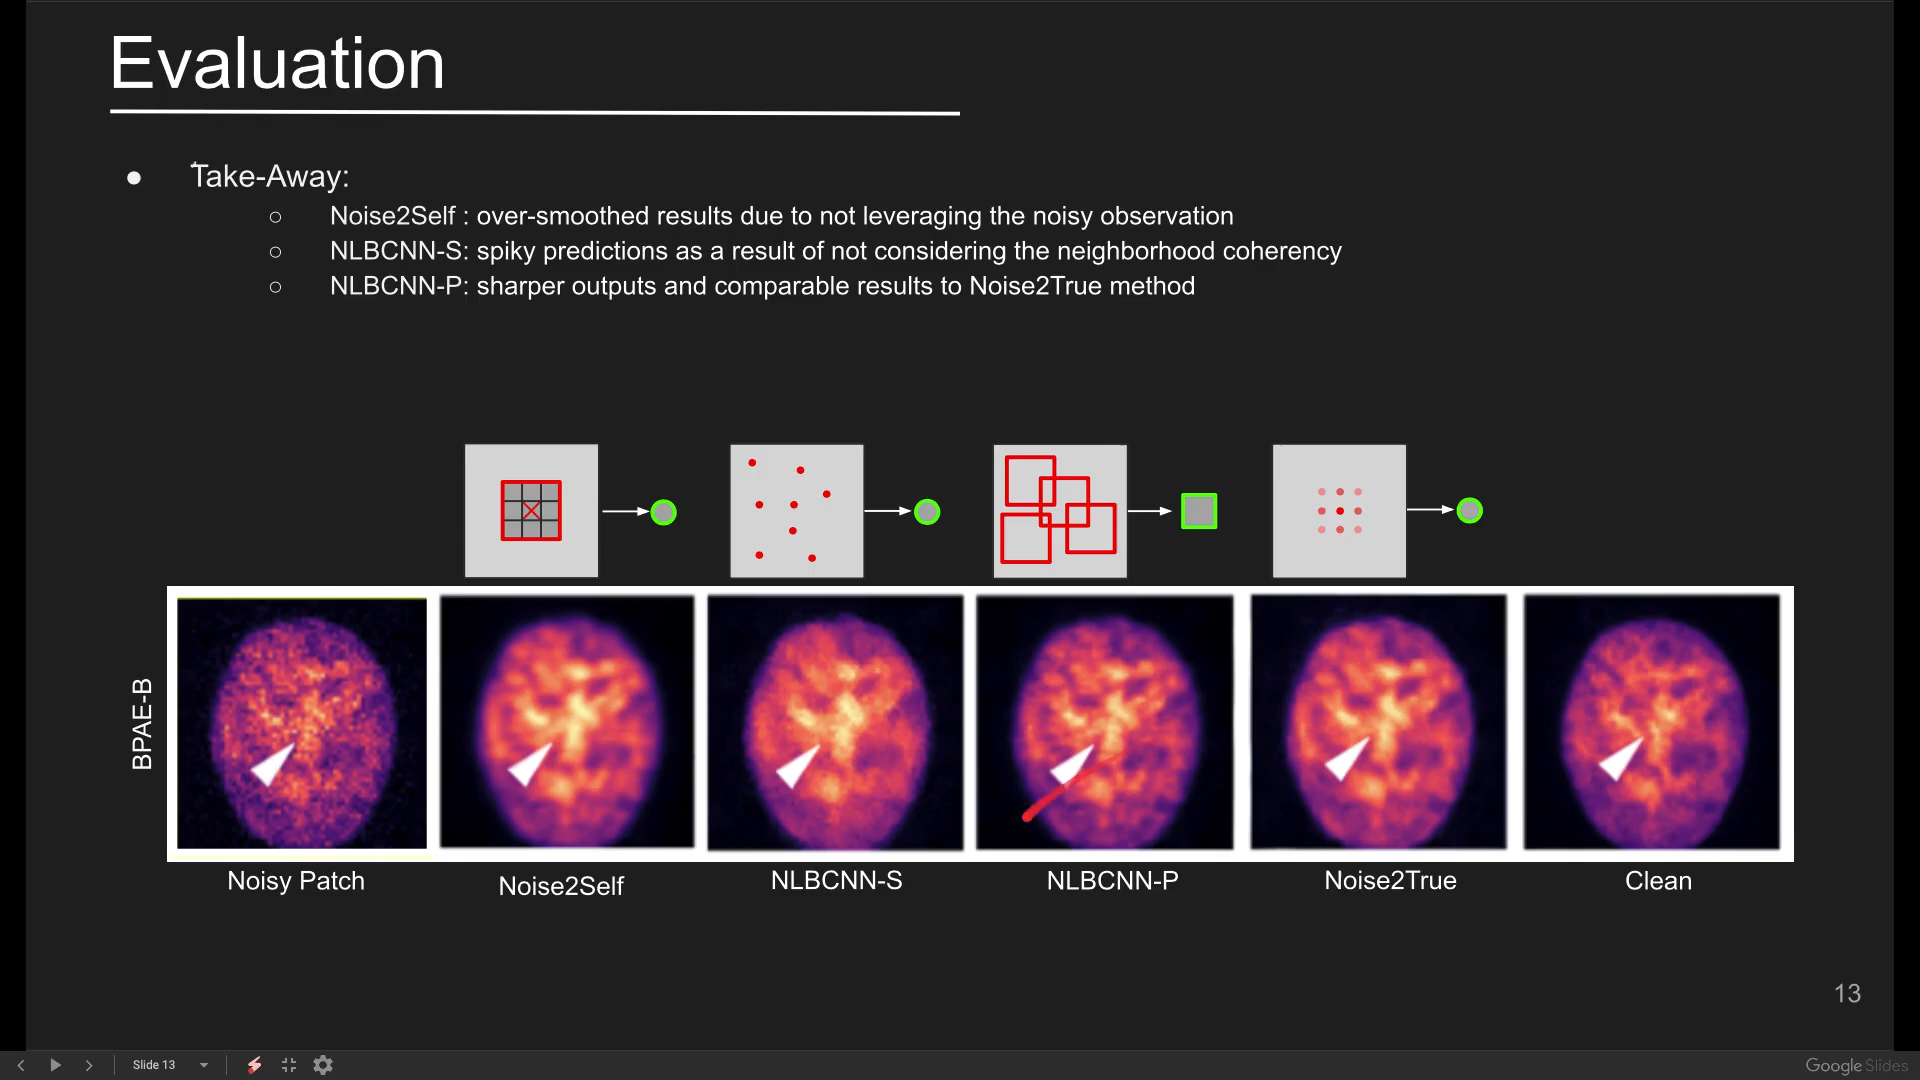 Evaluation
Take-Away:
Noise2Self : over-smoothed results due to not leveraging the noisy observation
NLBCNN-S: spiky predictions as a result of not considering the neighborhood coherency
NLBCNN-P: sharper outputs and comparable results to Noise2True method
BPAE-B
Noisy Patch
Noise2Self
NLBCNN-S
NLBCNN-P
Noise2True
Clean
13
Slide 13
Google Slides